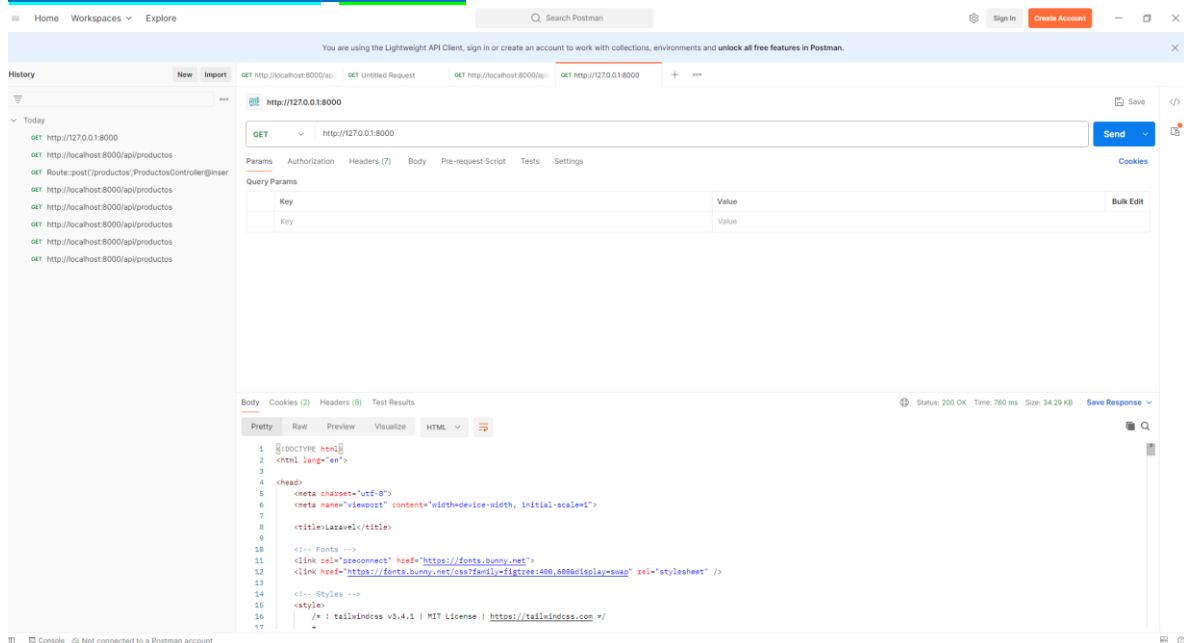 Home Workspaces Explore Search Postman Sign In Create Account
You are using the Lightweight API Client, sign in or create an account to work with collections, environments and unlock all free features in Postman.
History New Import GET http://localhost:8000/api GET Untitled Request GET http://localhost:8000/api GET http://127.0.0.1:8000
http://127.0.0.1:8000 Save
Today
GET http://127.0.0.1:8000
GET http://localhost:8000/api/productos
GET Route::post('/productos','ProductosController@inser
GET http://localhost:8000/api/productos
GET http://localhost:8000/api/productos
GET http://localhost:8000/api/productos
GET http://localhost:8000/api/productos
GET http://localhost:8000/api/productos
GET http://127.0.0.1:8000 Send
Params Authorization Headers (7) Body Pre-request Script Tests Settings Cookies
Query Params
Key Value Bulk Edit
Key Value
Body Cookies (2) Headers (8) Test Results Status: 200 OK Time: 760 ms Size: 34.29 KB Save Response
Pretty Raw Preview Visualize HTML
1 <!DOCTYPE html>
2 <html lang="en">
3
4 <head>
5 <meta charset="utf-8">
6 <meta name="viewport" content="width=device-width, initial-scale=1">
7
8 <title>Laravel</title>
9
10 <!-- Fonts -->
11 <link rel="preconnect" href="https://fonts.bunny.net">
12 <link href="https://fonts.bunny.net/css?family=figtree:400,600&display=swap" rel="stylesheet" />
13
14 <!-- Styles -->
15 <style>
16 /* ! tailwindcss v3.4.1 | MIT License | https://tailwindcss.com */
17
Console Not connected to a Postman account